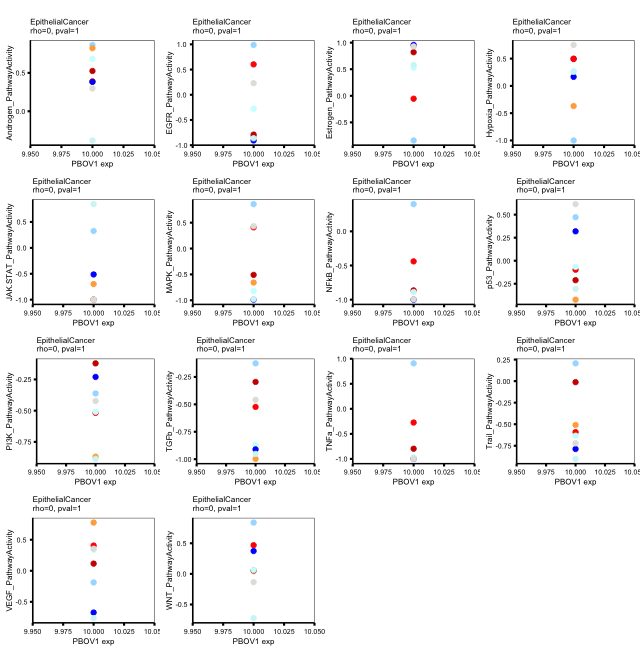 EpithelialCancer
rho=0, pval=1
Androgen_PathwayActivity
0.5
0.0
9.950
9.975
10.000
10.025
10.05
PBOV1 exp
EpithelialCancer
rho=0, pval=1
EGFR_PathwayActivity
1.0
0.5
0.0
-0.5
-1.0
9.950
9.975
10.000
10.025
10.05
PBOV1 exp
EpithelialCancer
rho=0, pval=1
Estrogen_PathwayActivity
1.0
0.5
0.0
-0.5
9.950
9.975
10.000
10.025
10.05
PBOV1 exp
EpithelialCancer
rho=0, pval=1
Hypoxia_PathwayActivity
0.5
0.0
-0.5
-1.0
9.950
9.975
10.000
10.025
10.05
PBOV1 exp
EpithelialCancer
rho=0, pval=1
JAK.STAT_PathwayActivity
0.5
0.0
-0.5
-1.0
9.950
9.975
10.000
10.025
10.05
PBOV1 exp
EpithelialCancer
rho=0, pval=1
MAPK_PathwayActivity
0.5
0.0
-0.5
-1.0
9.950
9.975
10.000
10.025
10.05
PBOV1 exp
EpithelialCancer
rho=0, pval=1
NFkB_PathwayActivity
0.0
-0.5
-1.0
9.950
9.975
10.000
10.025
10.05
PBOV1 exp
EpithelialCancer
rho=0, pval=1
p53_PathwayActivity
0.50
0.25
0.00
-0.25
9.950
9.975
10.000
10.025
10.05
PBOV1 exp
EpithelialCancer
rho=0, pval=1
PI3K_PathwayActivity
-0.25
-0.50
-0.75
9.950
9.975
10.000
10.025
10.05
PBOV1 exp
EpithelialCancer
rho=0, pval=1
TGFb_PathwayActivity
-0.25
-0.50
-0.75
-1.00
9.950
9.975
10.000
10.025
10.05
PBOV1 exp
EpithelialCancer
rho=0, pval=1
TNFa_PathwayActivity
1.0
0.5
0.0
-0.5
-1.0
9.950
9.975
10.000
10.025
10.05
PBOV1 exp
EpithelialCancer
rho=0, pval=1
Trail_PathwayActivity
0.25
0.00
-0.25
-0.50
-0.75
9.950
9.975
10.000
10.025
10.05
PBOV1 exp
EpithelialCancer
rho=0, pval=1
VEGF_PathwayActivity
0.5
0.0
-0.5
9.950
9.975
10.000
10.025
10.05
PBOV1 exp
EpithelialCancer
rho=0, pval=1
WNT_PathwayActivity
0.5
0.0
-0.5
9.950
9.975
10.000
10.025
10.050
PBOV1 exp